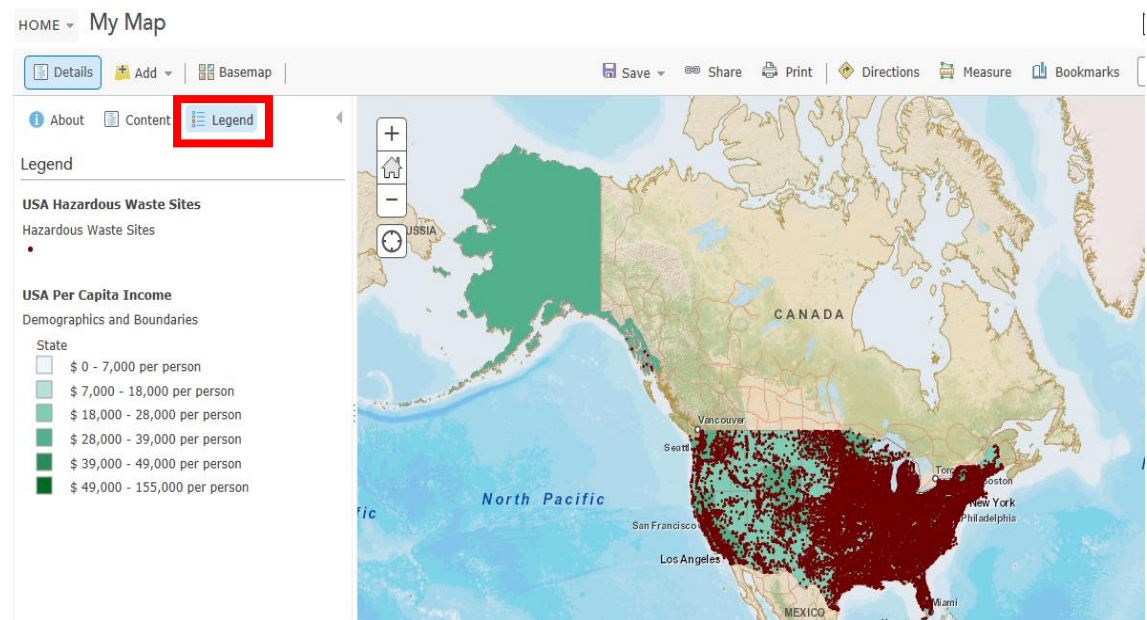 HOME My Map
Details Add Basemap Save Share Print Directions Measure Bookmarks
About Content Legend
Legend
USA Hazardous Waste Sites
Hazardous Waste Sites
USA Per Capita Income
Demographics and Boundaries
State
$ 0 - 7,000 per person
$ 7,000 - 18,000 per person
$ 18,000 - 28,000 per person
$ 28,000 - 39,000 per person
$ 39,000 - 49,000 per person
$ 49,000 - 155,000 per person
USSIA
CANADA
Vancouver
Seatt
Toro
oston
North Pacific
fic
New York
Philadelphia
San Francisco
Los Angeles
Miami
MEXICO